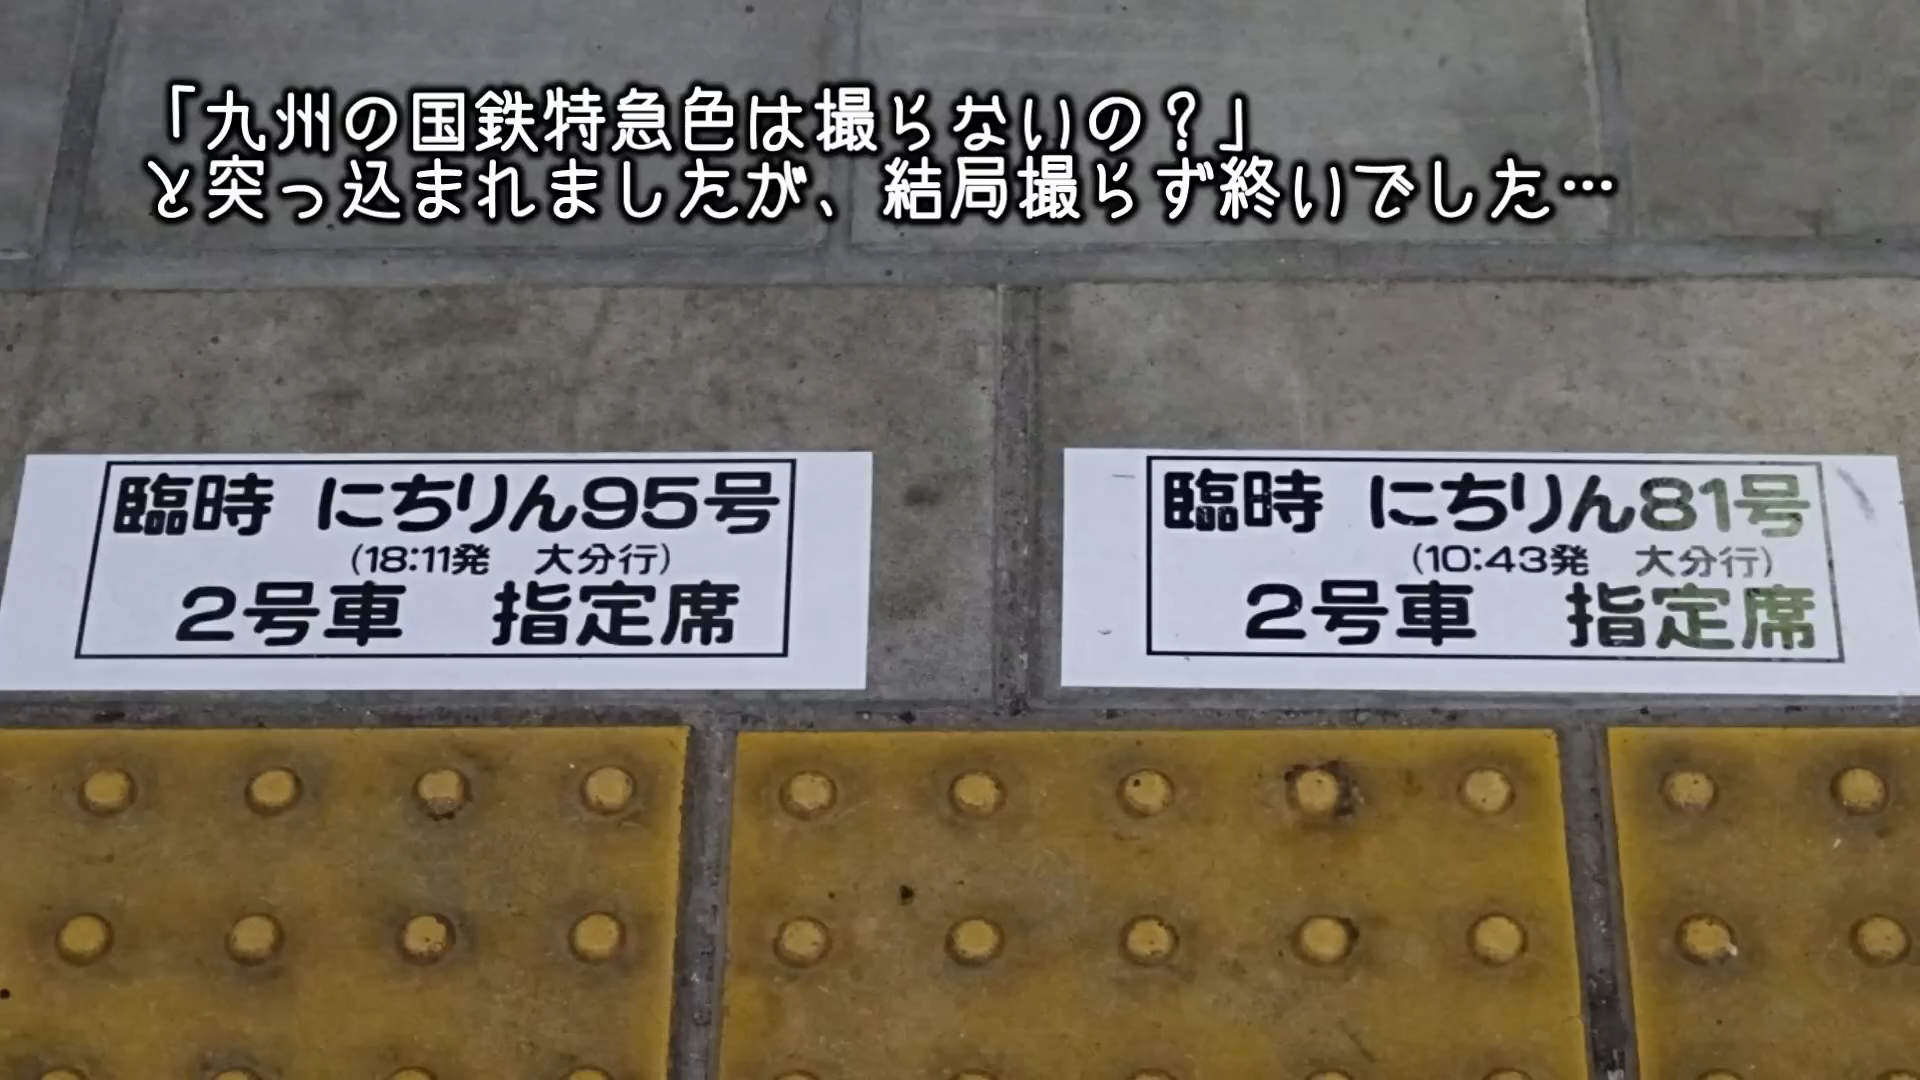 「九州の国鉄特急色は撮らないの？」
と突っ込まれましたが、結局撮らず終いでした…
臨時 にちりん95号
(18:11発 大分行)
2号車 指定席
臨時 にちりん81号
(10:43発 大分行)
2号車 指定席